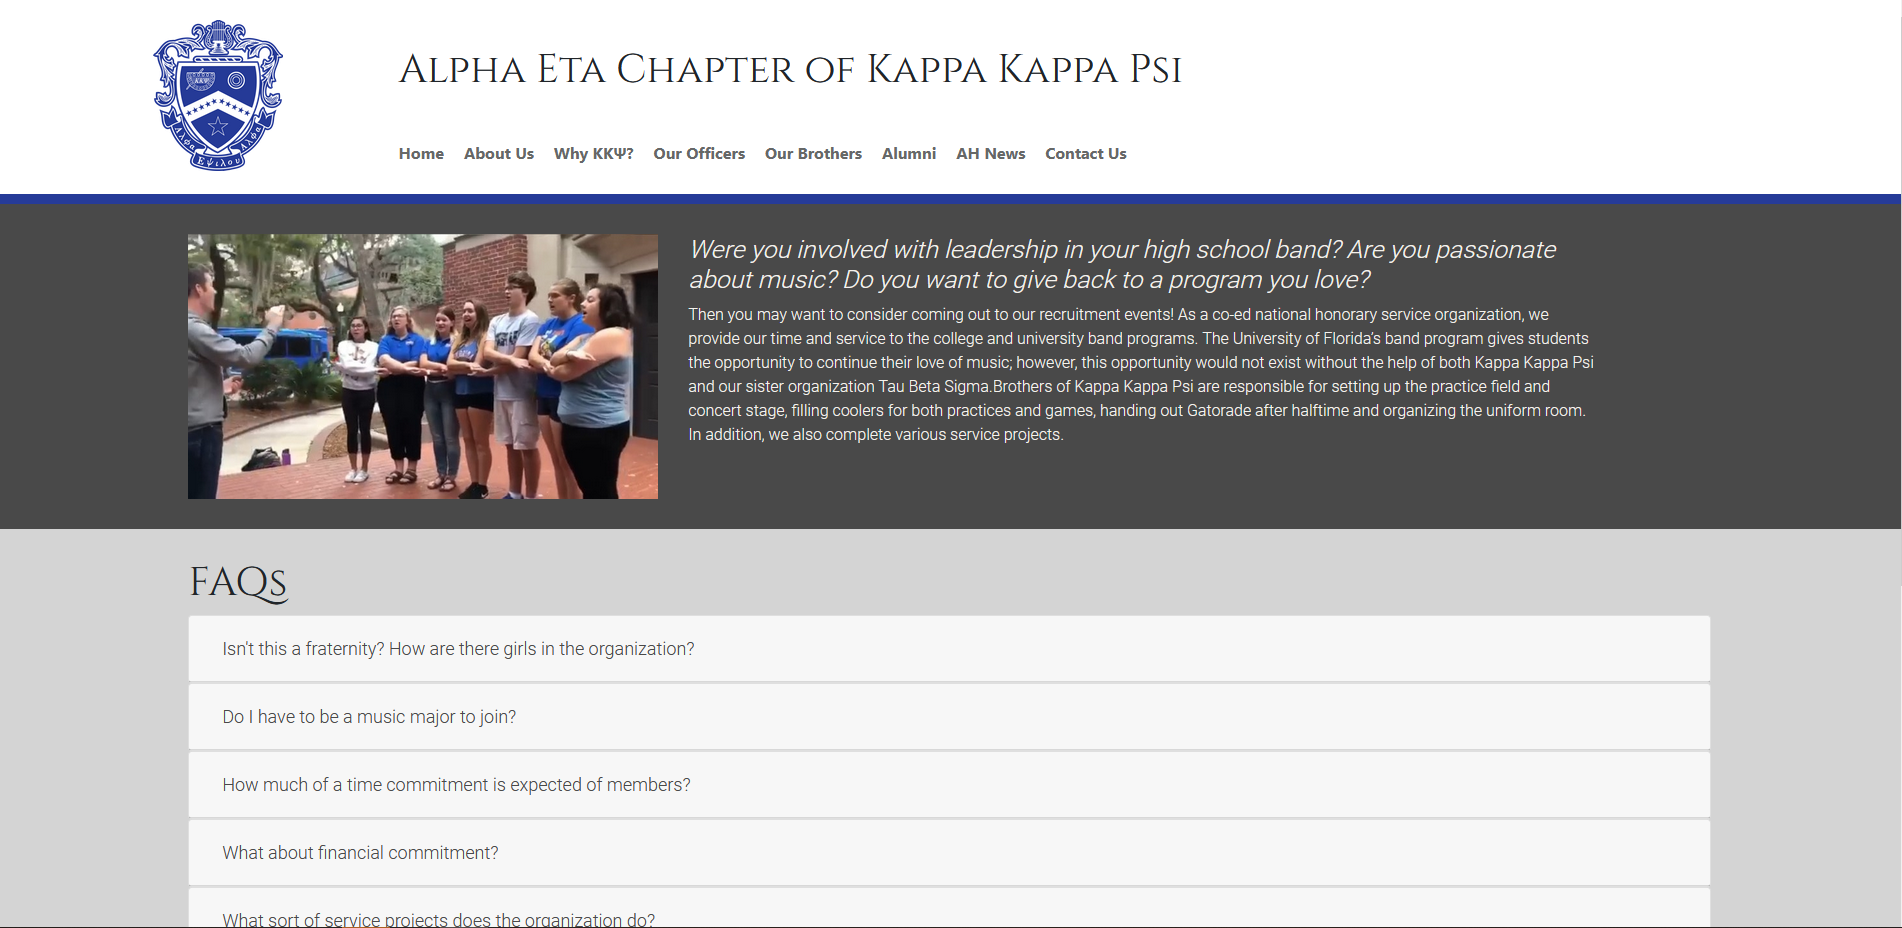 Alpha Eta Chapter of Kappa Kappa Psi
Home About Us Why ΚΚΨ? Our Officers Our Brothers Alumni AH News Contact Us
Were you involved with leadership in your high school band? Are you passionate
about music? Do you want to give back to a program you love?
Then you may want to consider coming out to our recruitment events! As a co-ed national honorary service organization, we
provide our time and service to the college and university band programs. The University of Florida’s band program gives students
the opportunity to continue their love of music; however, this opportunity would not exist without the help of both Kappa Kappa Psi
and our sister organization Tau Beta Sigma.Brothers of Kappa Kappa Psi are responsible for setting up the practice field and
concert stage, filling coolers for both practices and games, handing out Gatorade after halftime and organizing the uniform room.
In addition, we also complete various service projects.
FAQs
Isn't this a fraternity? How are there girls in the organization?
Do I have to be a music major to join?
How much of a time commitment is expected of members?
What about financial commitment?
What sort of service projects does the organization do?